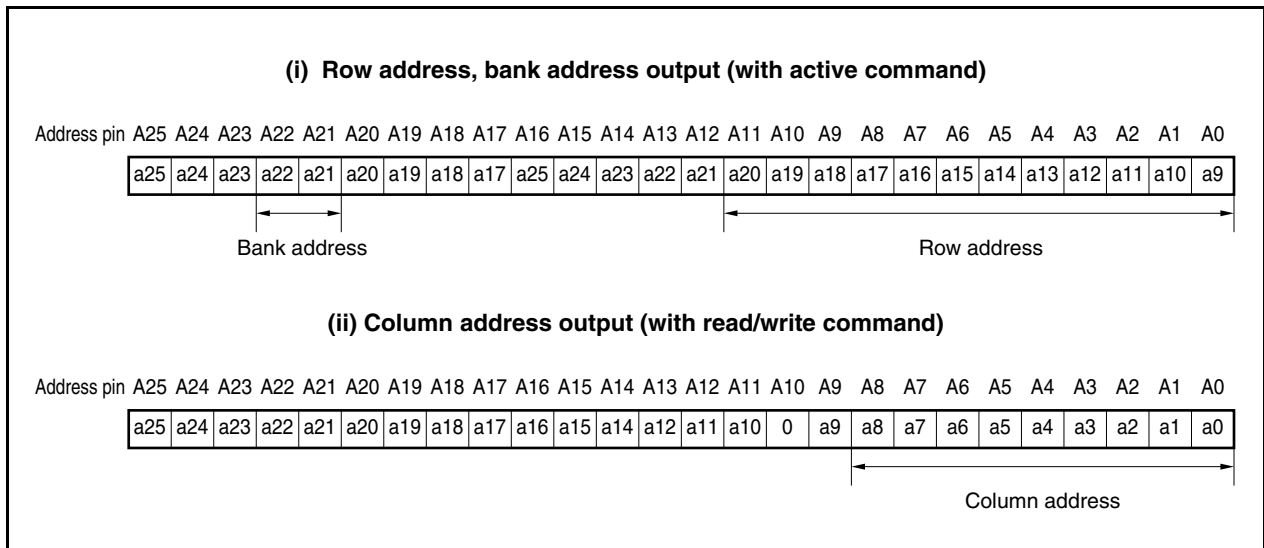 (i) Row address, bank address output (with active command)
Address pin A25 A24 A23 A22 A21 A20 A19 A18 A17 A16 A15 A14 A13 A12 A11 A10 A9 A8 A7 A6 A5 A4 A3 A2 A1 A0
a25 a24 a23 a22 a21 a20 a19 a18 a17 a25 a24 a23 a22 a21 a20 a19 a18 a17 a16 a15 a14 a13 a12 a11 a10 a9
Bank address Row address
(ii) Column address output (with read/write command)
Address pin A25 A24 A23 A22 A21 A20 A19 A18 A17 A16 A15 A14 A13 A12 A11 A10 A9 A8 A7 A6 A5 A4 A3 A2 A1 A0
a25 a24 a23 a22 a21 a20 a19 a18 a17 a16 a15 a14 a12 a11 a10 0 a9 a8 a7 a6 a5 a4 a3 a2 a1 a0
Column address